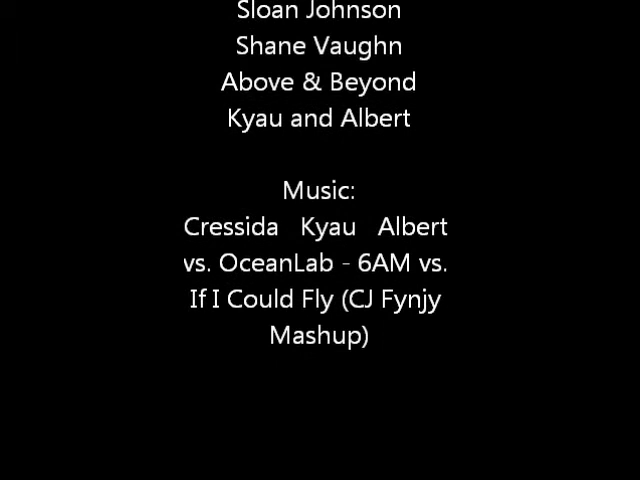 Sloan Johnson
Shane Vaughn
Above & Beyond
Kyau and Albert
Music:
Cressida Kyau Albert
vs. OceanLab - 6AM vs.
If I Could Fly (CJ Fynjy
Mashup)